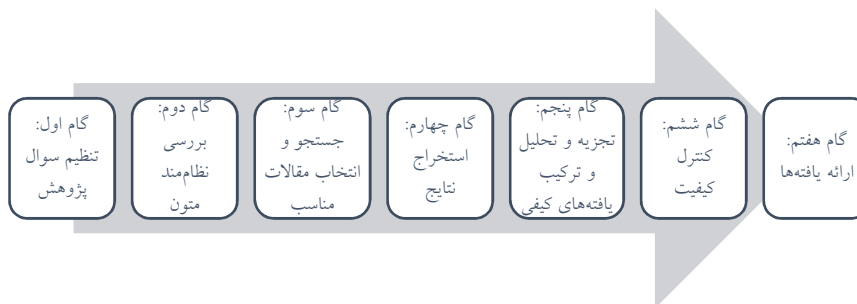 گام اول:
تنظیم سوال
پژوهش
گام دوم:
بررسی
نظام‌مند
متون
گام سوم:
جستجو و
انتخاب مقالات
مناسب
گام چهارم:
استخراج
نتایج
گام پنجم:
تجزیه و تحلیل
و ترکیب
یافته‌های کیفی
گام ششم:
کنترل
کیفیت
گام هفتم:
ارائه یافته‌ها